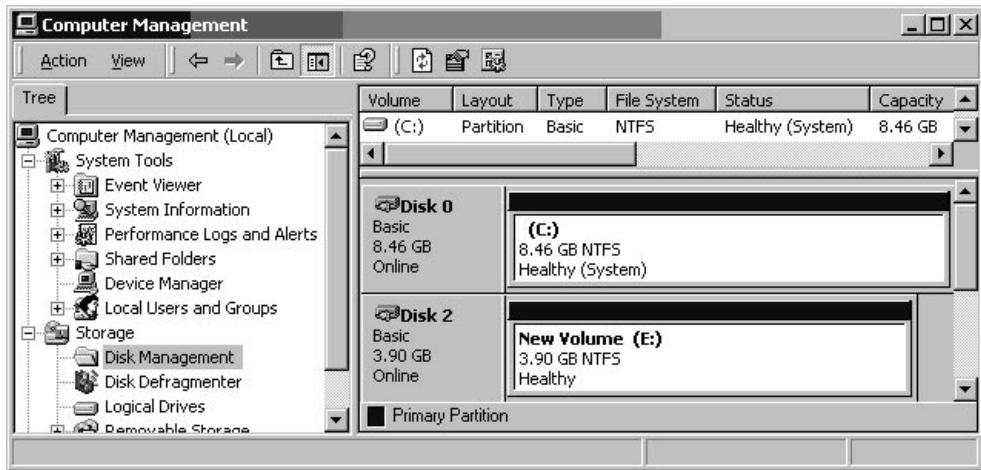 Computer Management
Action View
Tree
Computer Management (Local)
System Tools
Event Viewer
System Information
Performance Logs and Alerts
Shared Folders
Device Manager
Local Users and Groups
Storage
Disk Management
Disk Defragmenter
Logical Drives
Removable Storage
Volume Layout Type File System Status Capacity
(C:) Partition Basic NTFS Healthy (System) 8.46 GB
Disk 0
Basic
8.46 GB
Online
(C:)
8.46 GB NTFS
Healthy (System)
Disk 2
Basic
3.90 GB
Online
New Volume (E:)
3.90 GB NTFS
Healthy
Primary Partition